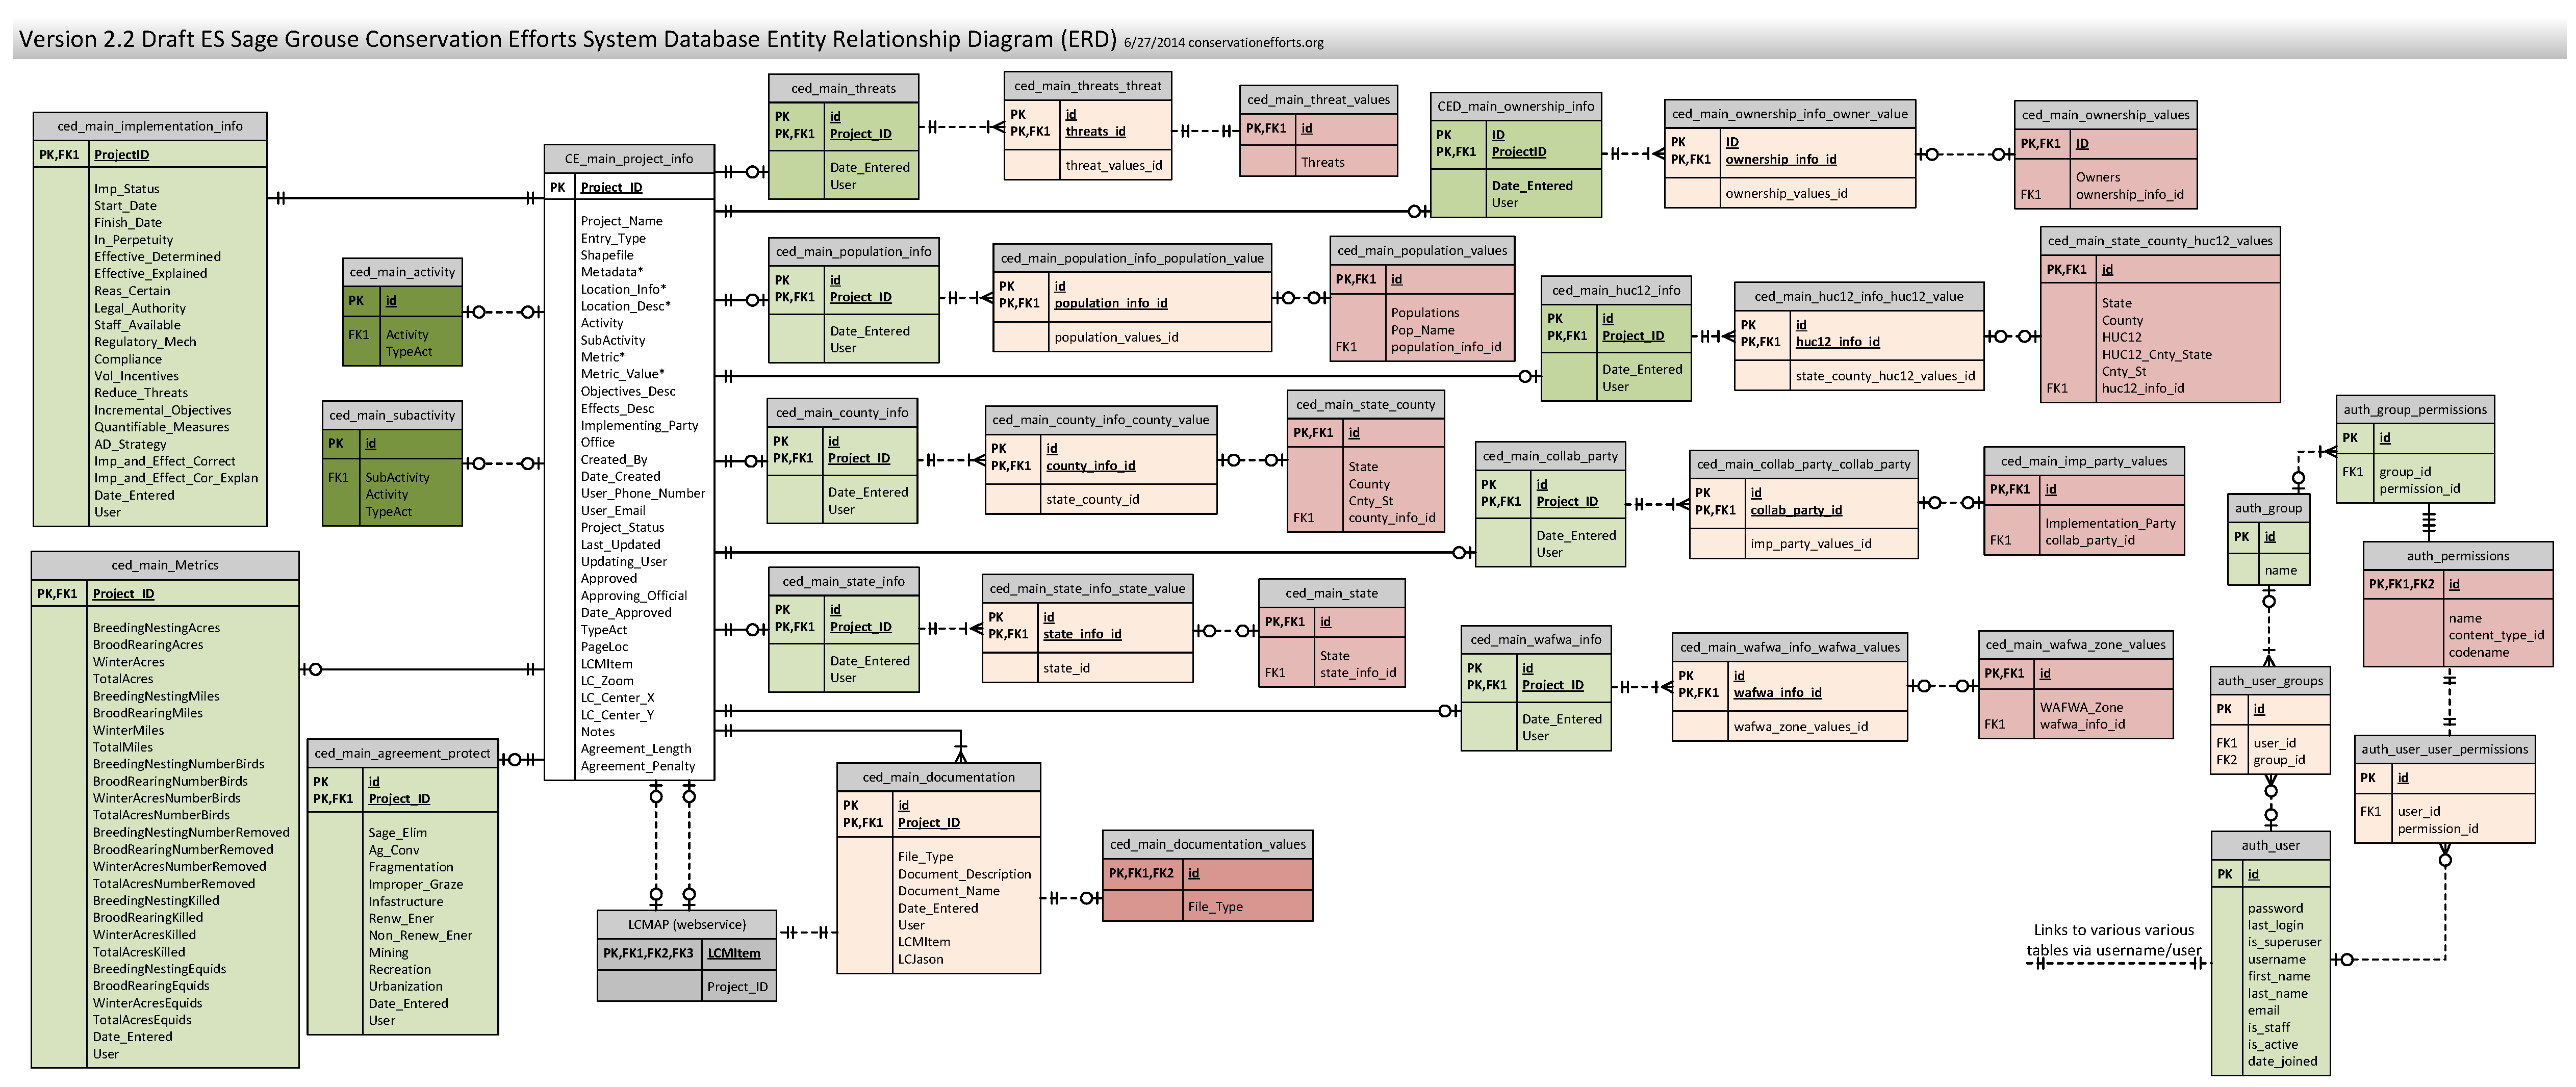 Version 2.2 Draft ES Sage Grouse Conservation Efforts System Database Entity Relationship Diagram (ERD) 6/27/2014 conservationefforts.org
ced_main_implementation_info
PK,FK1 ProjectID
Imp_Status
Start_Date
Finish_Date
In_Perpetuity
Effective_Determined
Effective_Explained
Reas_Certain
Legal_Authority
Staff_Available
Regulatory_Mech
Compliance
Vol_Incentives
Reduce_Threats
Incremental_Objectives
Quantifiable_Measures
AD_Strategy
Imp_and_Effect_Correct
Imp_and_Effect_Cor_Explan
Date_Entered
User
ced_main_Metrics
PK,FK1 Project_ID
BreedingNestingAcres
BroodRearingAcres
WinterAcres
TotalAcres
BreedingNestingMiles
BroodRearingMiles
WinterMiles
TotalMiles
BreedingNestingNumberBirds
BroodRearingNumberBirds
WinterAcresNumberBirds
TotalAcresNumberBirds
BreedingNestingNumberRemoved
BroodRearingNumberRemoved
WinterAcresNumberRemoved
TotalAcresNumberRemoved
BreedingNestingKilled
BroodRearingKilled
WinterAcresKilled
TotalAcresKilled
BreedingNestingEquids
BroodRearingEquids
WinterAcresEquids
TotalAcresEquids
Date_Entered
User
ced_main_activity
PK id
FK1 Activity
TypeAct
ced_main_subactivity
PK id
FK1 SubActivity
Activity
TypeAct
ced_main_agreement_protect
PK id
PK,FK1 Project_ID
Sage_Elim
Ag_Conv
Fragmentation
Improper_Graze
Infastructure
Renw_Ener
Non_Renew_Ener
Mining
Recreation
Urbanization
Date_Entered
User
CE_main_project_info
PK Project_ID
Project_Name
Entry_Type
Shapefile
Metadata*
Location_Info*
Location_Desc*
Activity
SubActivity
Metric*
Metric_Value*
Objectives_Desc
Effects_Desc
Implementing_Party
Office
Created_By
Date_Created
User_Phone_Number
User_Email
Project_Status
Last_Updated
Updating_User
Approved
Approving_Official
Date_Approved
TypeAct
PageLoc
LCMItem
LC_Zoom
LC_Center_X
LC_Center_Y
Notes
Agreement_Length
Agreement_Penalty
LCMAP (webservice)
PK,FK1,FK2,FK3 LCMItem
Project_ID
ced_main_threats
PK id
PK,FK1 Project_ID
Date_Entered
User
ced_main_threats_threat
PK id
PK,FK1 threats_id
threat_values_id
ced_main_threat_values
PK,FK1 id
Threats
CED_main_ownership_info
PK ID
PK,FK1 ProjectID
Date_Entered
User
ced_main_ownership_info_owner_value
PK ID
PK,FK1 ownership_info_id
ownership_values_id
ced_main_ownership_values
PK,FK1 ID
Owners
FK1 ownership_info_id
ced_main_population_info
PK id
PK,FK1 Project_ID
Date_Entered
User
ced_main_population_info_population_value
PK id
PK,FK1 population_info_id
population_values_id
ced_main_population_values
PK,FK1 id
Populations
Pop_Name
FK1 population_info_id
ced_main_huc12_info
PK id
PK,FK1 Project_ID
Date_Entered
User
ced_main_huc12_info_huc12_value
PK id
PK,FK1 huc12_info_id
state_county_huc12_values_id
ced_main_state_county_huc12_values
PK,FK1 id
State
County
HUC12
HUC12_Cnty_State
Cnty_St
FK1 huc12_info_id
ced_main_county_info
PK id
PK,FK1 Project_ID
Date_Entered
User
ced_main_county_info_county_value
PK id
PK,FK1 county_info_id
state_county_id
ced_main_state_county
PK,FK1 id
State
County
Cnty_St
FK1 county_info_id
ced_main_collab_party
PK id
PK,FK1 Project_ID
Date_Entered
User
ced_main_collab_party_collab_party
PK id
PK,FK1 collab_party_id
imp_party_values_id
ced_main_imp_party_values
PK,FK1 id
Implementation_Party
FK1 collab_party_id
ced_main_state_info
PK id
PK,FK1 Project_ID
Date_Entered
User
ced_main_state_info_state_value
PK id
PK,FK1 state_info_id
state_id
ced_main_state
PK,FK1 id
State
FK1 state_info_id
ced_main_wafwa_info
PK id
PK,FK1 Project_ID
Date_Entered
User
ced_main_wafwa_info_wafwa_values
PK id
PK,FK1 wafwa_info_id
wafwa_zone_values_id
ced_main_wafwa_zone_values
PK,FK1 id
WAFWA_Zone
FK1 wafwa_info_id
ced_main_documentation
PK id
PK,FK1 Project_ID
File_Type
Document_Description
Document_Name
Date_Entered
User
LCMItem
LCJason
ced_main_documentation_values
PK,FK1,FK2 id
File_Type
auth_group_permissions
PK id
FK1 group_id
permission_id
auth_group
PK id
name
auth_permissions
PK,FK1,FK2 id
name
content_type_id
codename
auth_user_groups
PK id
FK1 user_id
FK2 group_id
auth_user_user_permissions
PK id
FK1 user_id
permission_id
auth_user
PK id
password
last_login
is_superuser
username
first_name
last_name
email
is_staff
is_active
date_joined
Links to various various
tables via username/user